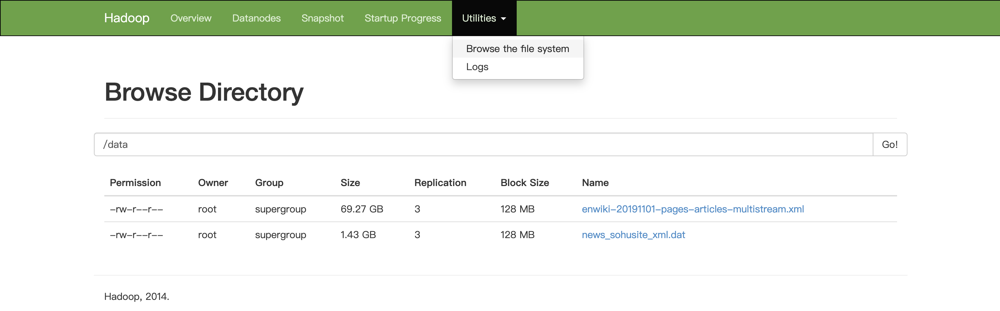 Hadoop Overview Datanodes Snapshot Startup Progress Utilities
Browse the file system
Logs
Browse Directory
/data Go!
Permission Owner Group Size Replication Block Size Name
-rw-r--r-- root supergroup 69.27 GB 3 128 MB enwiki-20191101-pages-articles-multistream.xml
-rw-r--r-- root supergroup 1.43 GB 3 128 MB news_sohusite_xml.dat
Hadoop, 2014.